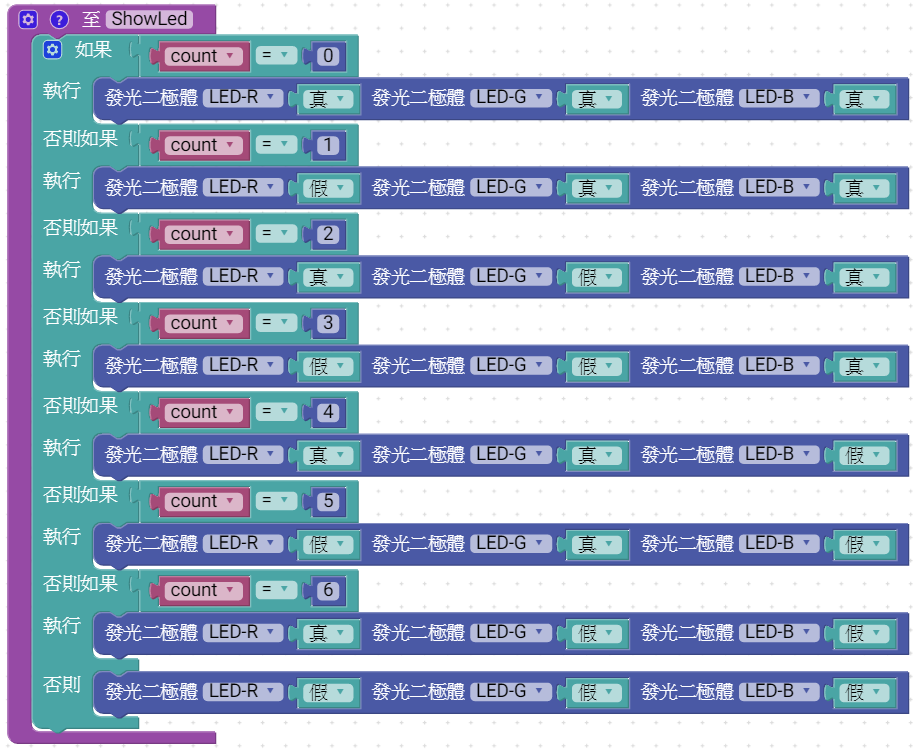 ? 至 ShowLed
如果 count = 0
執行 發光二極體 LED-R 真 發光二極體 LED-G 真 發光二極體 LED-B 真
否則如果 count = 1
執行 發光二極體 LED-R 假 發光二極體 LED-G 真 發光二極體 LED-B 真
否則如果 count = 2
執行 發光二極體 LED-R 真 發光二極體 LED-G 假 發光二極體 LED-B 真
否則如果 count = 3
執行 發光二極體 LED-R 假 發光二極體 LED-G 假 發光二極體 LED-B 真
否則如果 count = 4
執行 發光二極體 LED-R 真 發光二極體 LED-G 真 發光二極體 LED-B 假
否則如果 count = 5
執行 發光二極體 LED-R 假 發光二極體 LED-G 真 發光二極體 LED-B 假
否則如果 count = 6
執行 發光二極體 LED-R 真 發光二極體 LED-G 假 發光二極體 LED-B 假
否則 發光二極體 LED-R 假 發光二極體 LED-G 假 發光二極體 LED-B 假